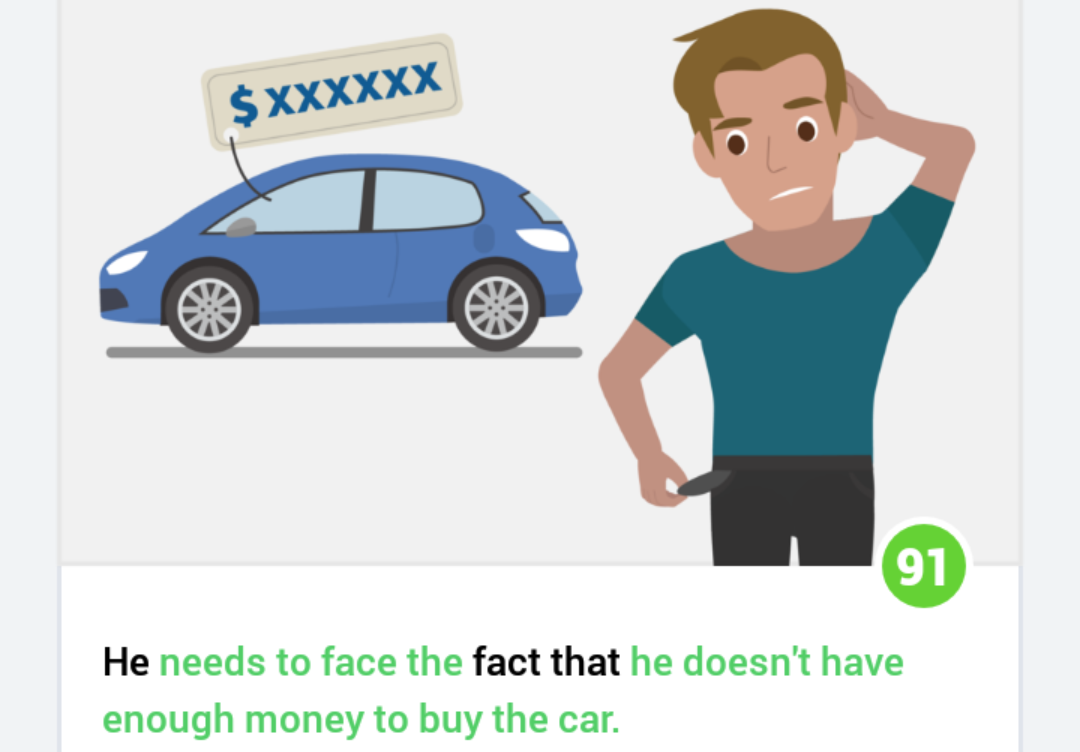 $XXXXXX
91
He needs to face the fact that he doesn't have
enough money to buy the car.